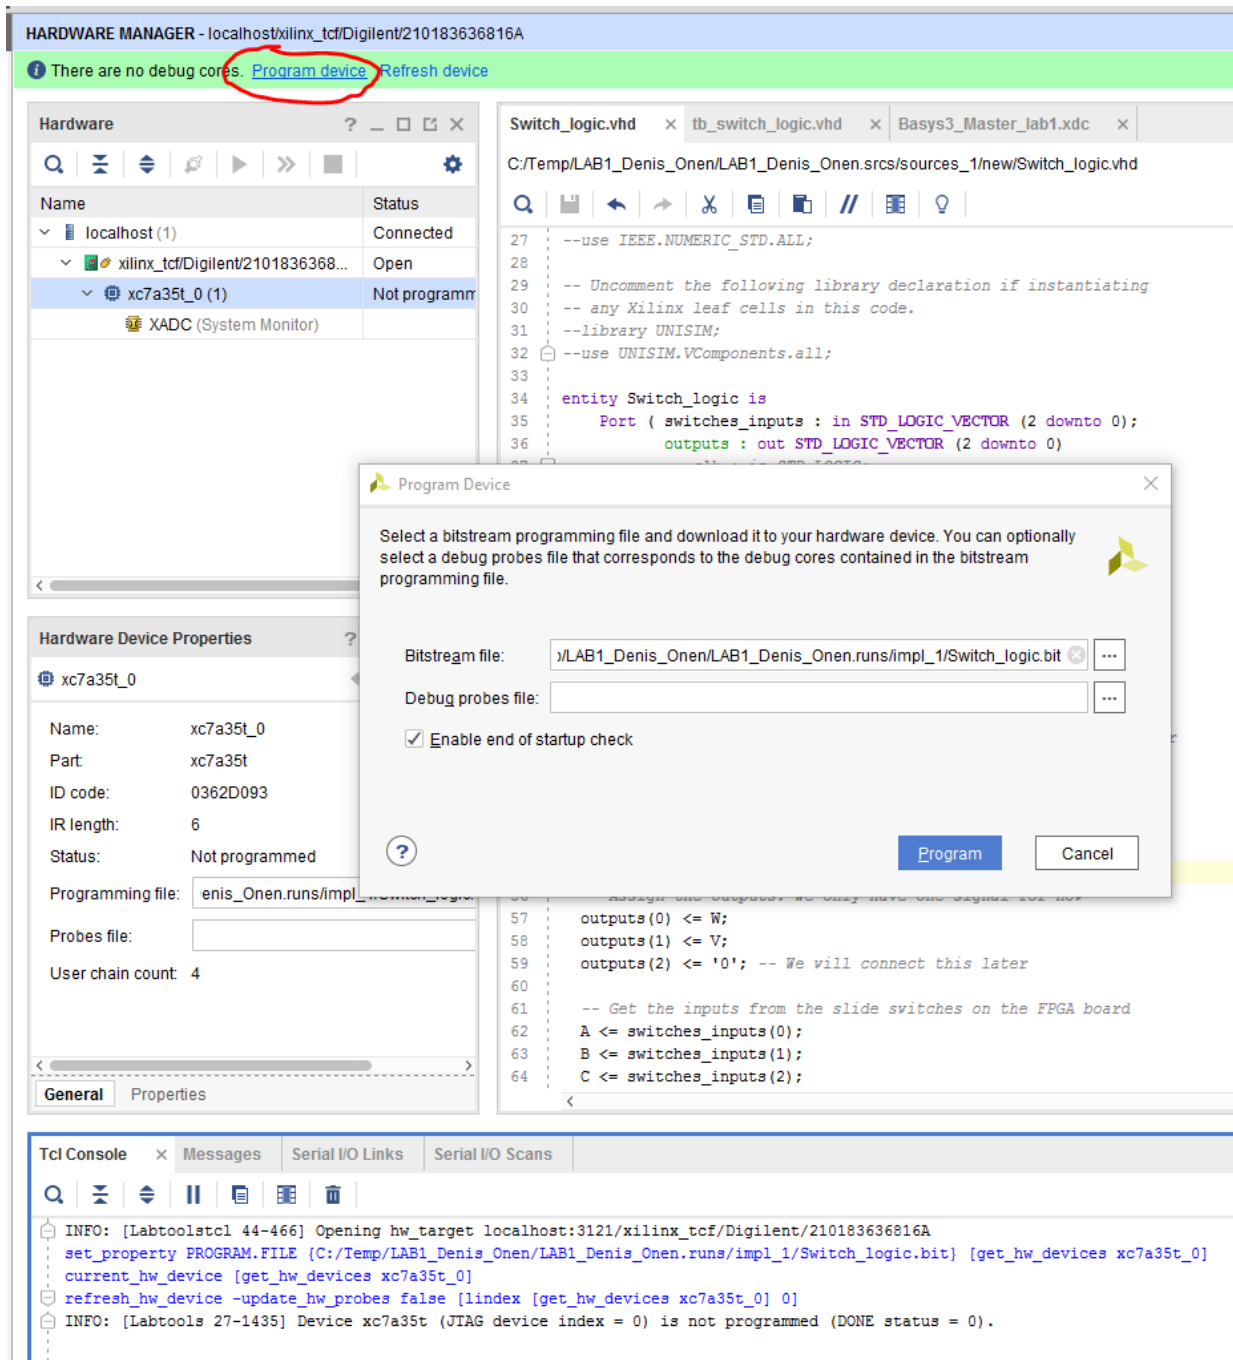 HARDWARE MANAGER - localhost/xilinx_tcf/Digilent/210183636816A
There are no debug cores. Program device Refresh device
Hardware
Name Status
localhost (1) Connected
xilinx_tcf/Digilent/2101836368... Open
xc7a35t_0 (1) Not programm
XADC (System Monitor)
Switch_logic.vhd tb_switch_logic.vhd Basys3_Master_lab1.xdc
C:/Temp/LAB1_Denis_Onen/LAB1_Denis_Onen.srcs/sources_1/new/Switch_logic.vhd
27 --use IEEE.NUMERIC_STD.ALL;
28
29 -- Uncomment the following library declaration if instantiating
30 -- any Xilinx leaf cells in this code.
31 --library UNISIM;
32 --use UNISIM.VComponents.all;
33
34 entity Switch_logic is
35 Port ( switches_inputs : in STD_LOGIC_VECTOR (2 downto 0);
36 outputs : out STD_LOGIC_VECTOR (2 downto 0)
Program Device
Select a bitstream programming file and download it to your hardware device. You can optionally
select a debug probes file that corresponds to the debug cores contained in the bitstream
programming file.
Bitstream file: /LAB1_Denis_Onen/LAB1_Denis_Onen.runs/impl_1/Switch_logic.bit ...
Debug probes file: ...
Enable end of startup check
? Program Cancel
Hardware Device Properties ?
xc7a35t_0
Name: xc7a35t_0
Part: xc7a35t
ID code: 0362D093
IR length: 6
Status: Not programmed
Programming file: enis_Onen.runs/impl_1/Switch_logic.
Probes file:
User chain count: 4
General Properties
56 -- Assign the outputs. We only have one signal for now
57 outputs(0) <= W;
58 outputs(1) <= V;
59 outputs(2) <= '0'; -- We will connect this later
60
61 -- Get the inputs from the slide switches on the FPGA board
62 A <= switches_inputs(0);
63 B <= switches_inputs(1);
64 C <= switches_inputs(2);
Tcl Console Messages Serial I/O Links Serial I/O Scans
INFO: [Labtoolstcl 44-466] Opening hw_target localhost:3121/xilinx_tcf/Digilent/210183636816A
set_property PROGRAM.FILE {C:/Temp/LAB1_Denis_Onen/LAB1_Denis_Onen.runs/impl_1/Switch_logic.bit} [get_hw_devices xc7a35t_0]
current_hw_device [get_hw_devices xc7a35t_0]
refresh_hw_device -update_hw_probes false [lindex [get_hw_devices xc7a35t_0] 0]
INFO: [Labtools 27-1435] Device xc7a35t (JTAG device index = 0) is not programmed (DONE status = 0).